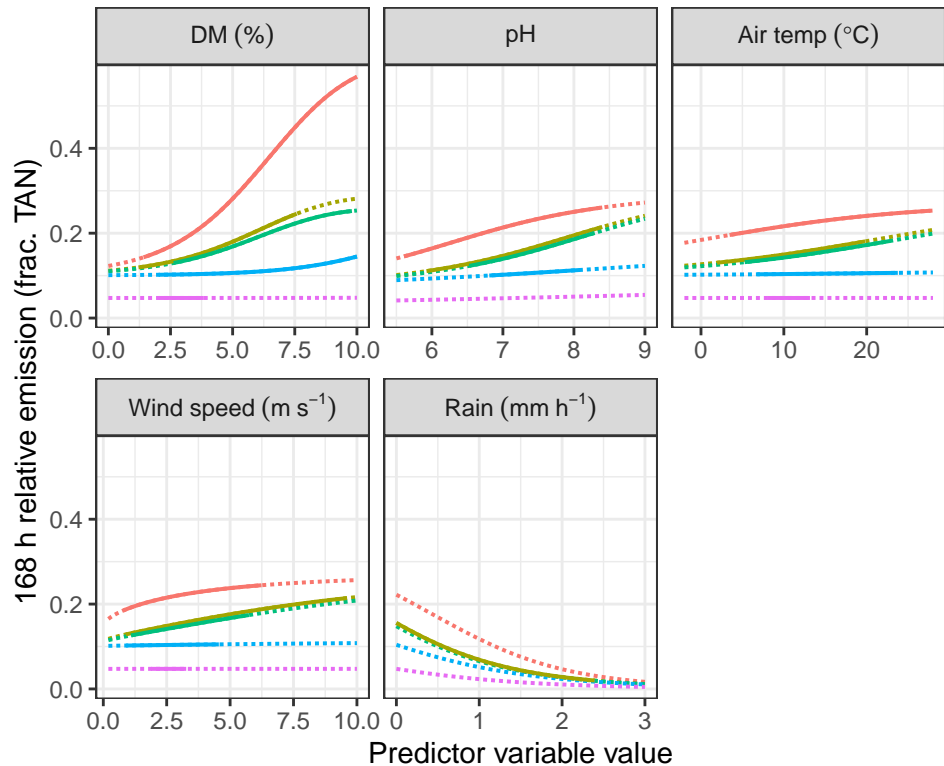 DM (%)
pH
Air temp (°C)
0.4
0.2
0.0
0.0 2.5 5.0 7.5 10.0
6 7 8 9
0 10 20
Wind speed (m s⁻¹)
Rain (mm h⁻¹)
0.4
0.2
0.0
0.0 2.5 5.0 7.5 10.0
0 1 2 3
168 h relative emission (frac. TAN)
Predictor variable value